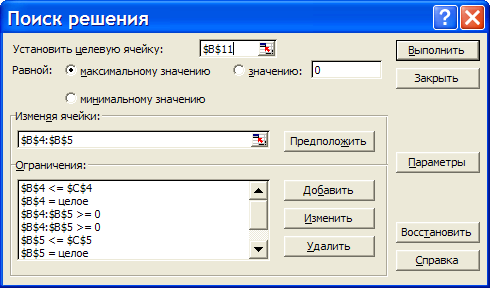 Поиск решения
Установить целевую ячейку: $B$11
Выполнить
Равной: максимальному значению значению: 0
Закрыть
минимальному значению
Изменяя ячейки:
$B$4:$B$5
Предположить
Параметры
Ограничения:
$B$4 <= $C$4
$B$4 = целое
$B$4:$B$5 >= 0
$B$4:$B$5 >= 0
$B$5 <= $C$5
$B$5 = целое
Добавить
Изменить
Удалить
Восстановить
Справка